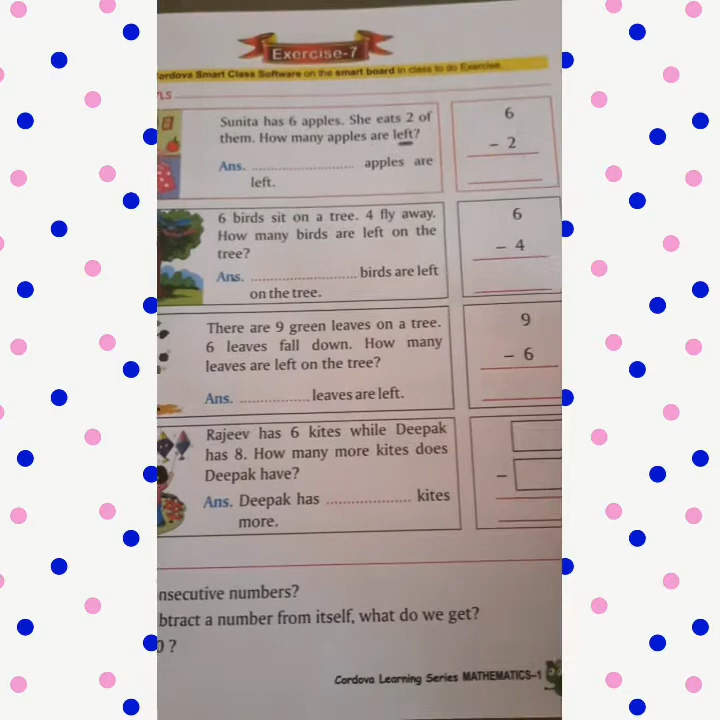 Exercise-7
Cordova Smart Class Software on the smart board in class to do Exercise.
Sunita has 6 apples. She eats 2 of
them. How many apples are left?
Ans. .......................... apples are
left.
6
- 2
6 birds sit on a tree. 4 fly away.
How many birds are left on the
tree?
Ans. .......................... birds are left
on the tree.
6
- 4
There are 9 green leaves on a tree.
6 leaves fall down. How many
leaves are left on the tree?
Ans. .................. leaves are left.
9
- 6
Rajeev has 6 kites while Deepak
has 8. How many more kites does
Deepak have?
Ans. Deepak has ...................... kites
more.
-
nsecutive numbers?
btract a number from itself, what do we get?
0 ?
Cordova Learning Series MATHEMATICS-1